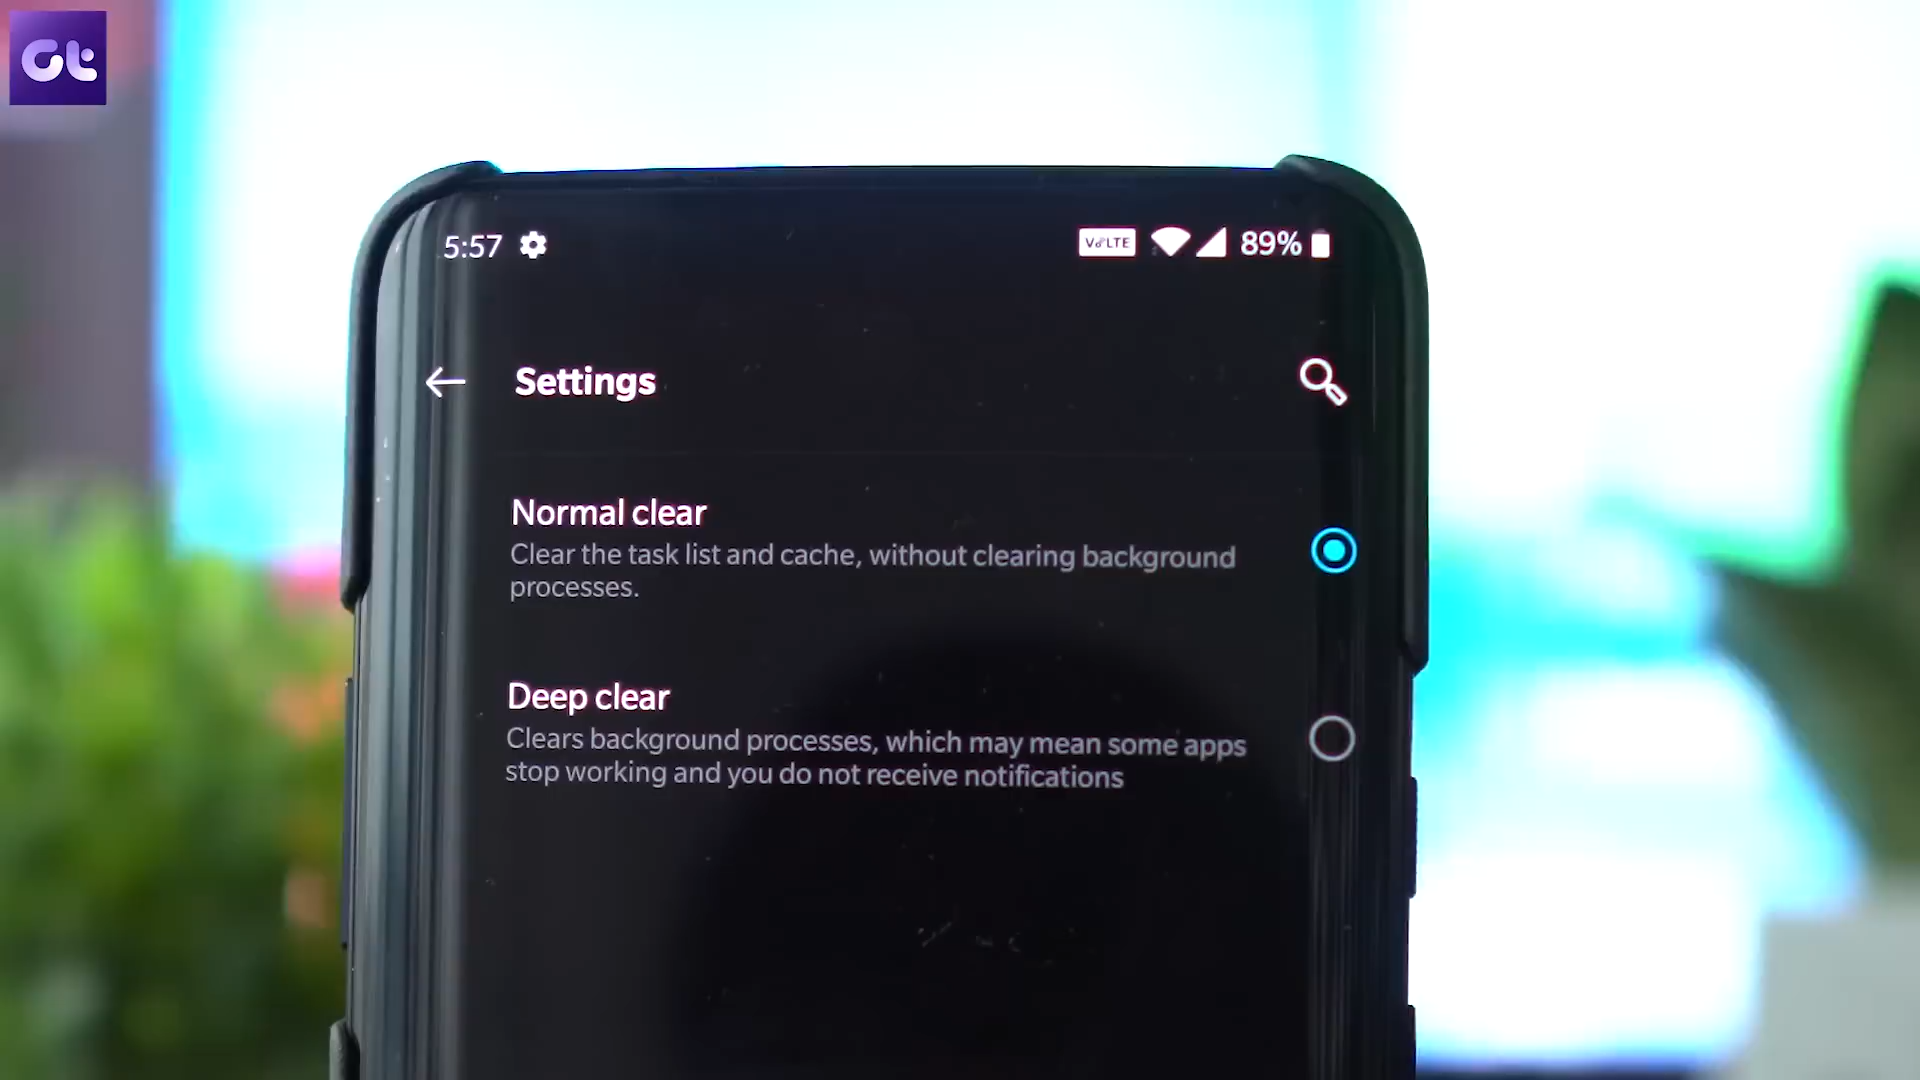 Gt
5:57
VoLTE
89%
Settings
Normal clear
Clear the task list and cache, without clearing background
processes.
Deep clear
Clears background processes, which may mean some apps
stop working and you do not receive notifications